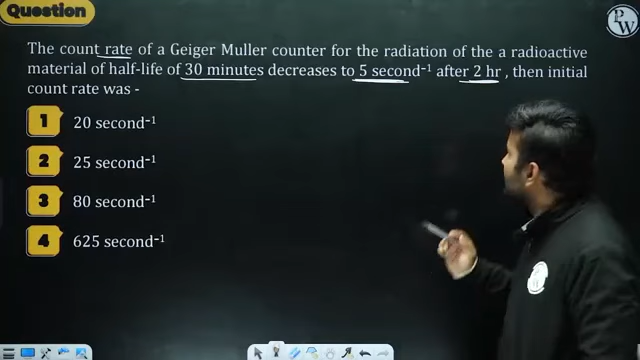 Question
PW
The count rate of a Geiger Muller counter for the radiation of the a radioactive
material of half-life of 30 minutes decreases to 5 second⁻¹ after 2 hr , then initial
count rate was -
1 20 second⁻¹
2 25 second⁻¹
3 80 second⁻¹
4 625 second⁻¹